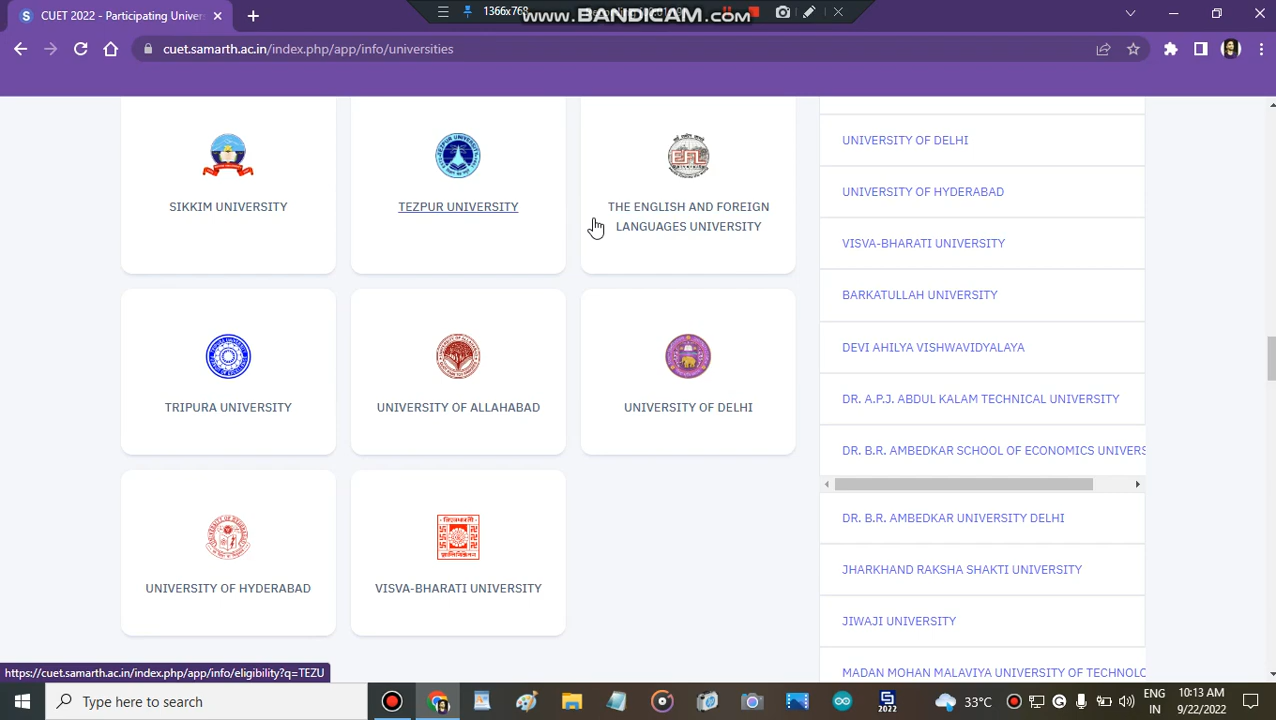 CUET 2022 - Participating Univer
1366x768
www.BANDICAM.com
cuet.samarth.ac.in/index.php/app/info/universities
SIKKIM UNIVERSITY
TEZPUR UNIVERSITY
THE ENGLISH AND FOREIGN
LANGUAGES UNIVERSITY
TRIPURA UNIVERSITY
UNIVERSITY OF ALLAHABAD
UNIVERSITY OF DELHI
UNIVERSITY OF HYDERABAD
VISVA-BHARATI UNIVERSITY
UNIVERSITY OF DELHI
UNIVERSITY OF HYDERABAD
VISVA-BHARATI UNIVERSITY
BARKATULLAH UNIVERSITY
DEVI AHILYA VISHWAVIDYALAYA
DR. A.P.J. ABDUL KALAM TECHNICAL UNIVERSITY
DR. B.R. AMBEDKAR SCHOOL OF ECONOMICS UNIVERS
DR. B.R. AMBEDKAR UNIVERSITY DELHI
JHARKHAND RAKSHA SHAKTI UNIVERSITY
JIWAJI UNIVERSITY
MADAN MOHAN MALAVIYA UNIVERSITY OF TECHNOLO
https://cuet.samarth.ac.in/index.php/app/info/eligibility?q=TEZU
Type here to search
2022
33°C
ENG
IN
10:13 AM
9/22/2022